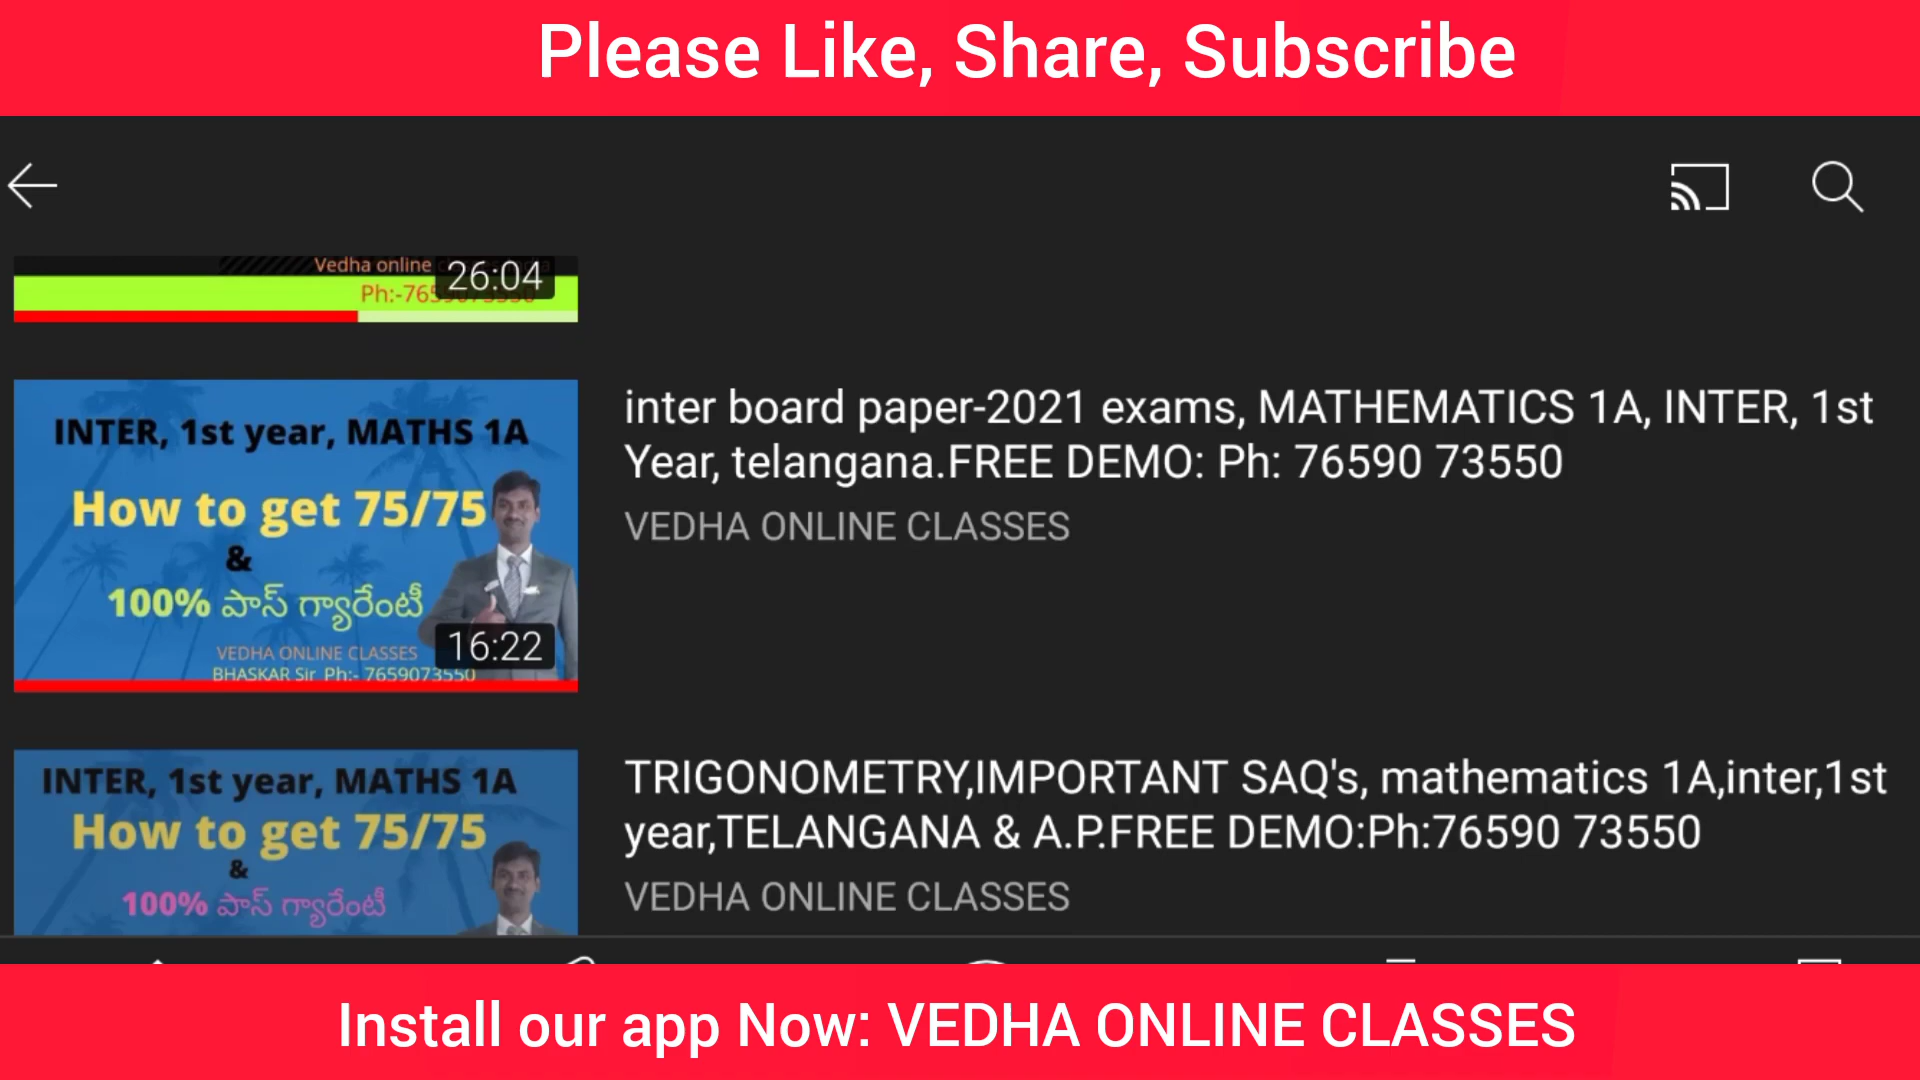 Please Like, Share, Subscribe
Vedha online
Ph:-765
26:04
INTER, 1st year, MATHS 1A
How to get 75/75
&
100% పాస్ గ్యారేంటీ
VEDHA ONLINE CLASSES
BHASKAR Sir Ph:- 7659073550
16:22
inter board paper-2021 exams, MATHEMATICS 1A, INTER, 1st
Year, telangana.FREE DEMO: Ph: 76590 73550
VEDHA ONLINE CLASSES
INTER, 1st year, MATHS 1A
How to get 75/75
&
100% పాస్ గ్యారేంటీ
TRIGONOMETRY,IMPORTANT SAQ's, mathematics 1A,inter,1st
year,TELANGANA & A.P.FREE DEMO:Ph:76590 73550
VEDHA ONLINE CLASSES
Install our app Now: VEDHA ONLINE CLASSES